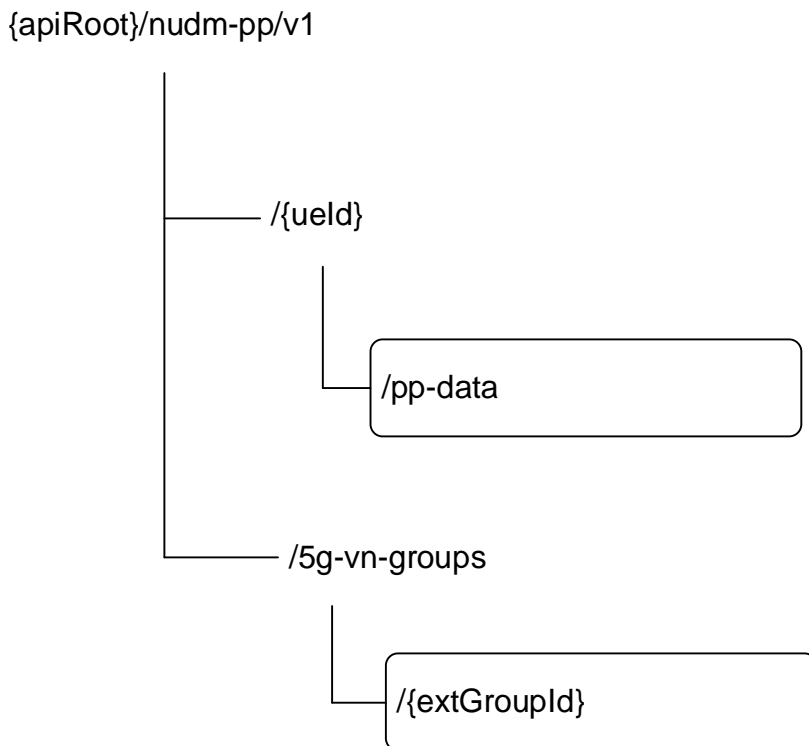 {apiRoot}/nudm-pp/v1
/{ueId}
/pp-data
/5g-vn-groups
/{extGroupId}